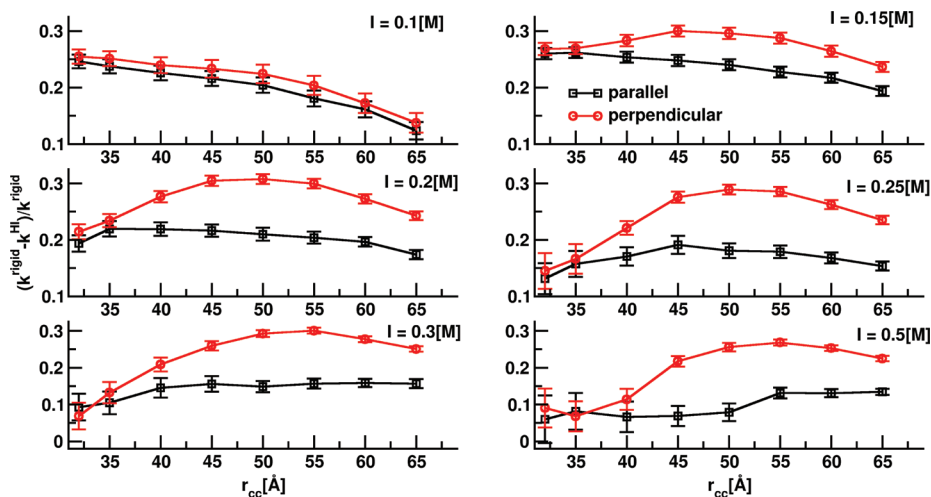 I = 0.1[M]
0.3
0.2
0.1
35 40 45 50 55 60 65
I = 0.15[M]
0.3
0.2
0.1
parallel
perpendicular
35 40 45 50 55 60 65
(k^rigid-k^HI)/k^rigid
I = 0.2[M]
0.3
0.2
0.1
35 40 45 50 55 60 65
I = 0.25[M]
0.3
0.2
0.1
35 40 45 50 55 60 65
I = 0.3[M]
0.3
0.2
0.1
0
35 40 45 50 55 60 65
r_cc[Å]
I = 0.5[M]
0.3
0.2
0.1
0
35 40 45 50 55 60 65
r_cc[Å]